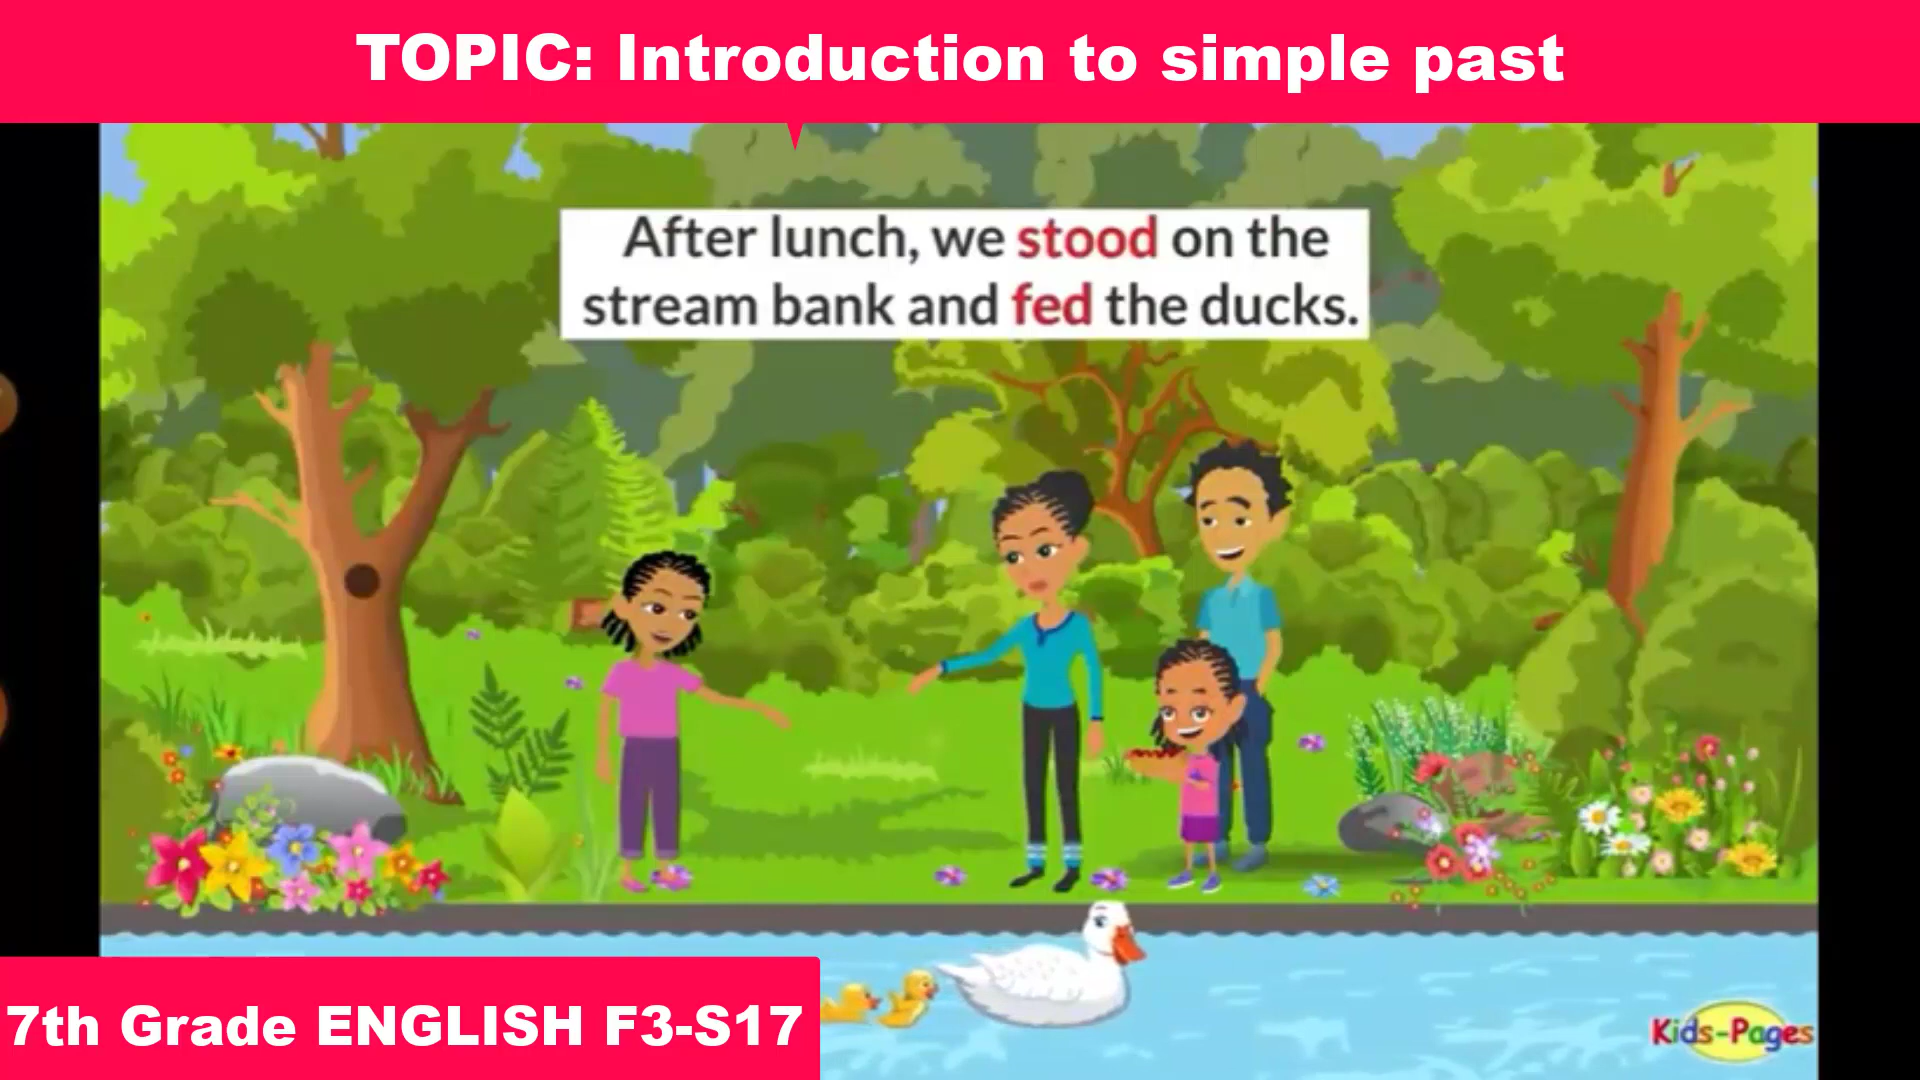 TOPIC: Introduction to simple past
After lunch, we stood on the
stream bank and fed the ducks.
7th Grade ENGLISH F3-S17
Kids-Pages